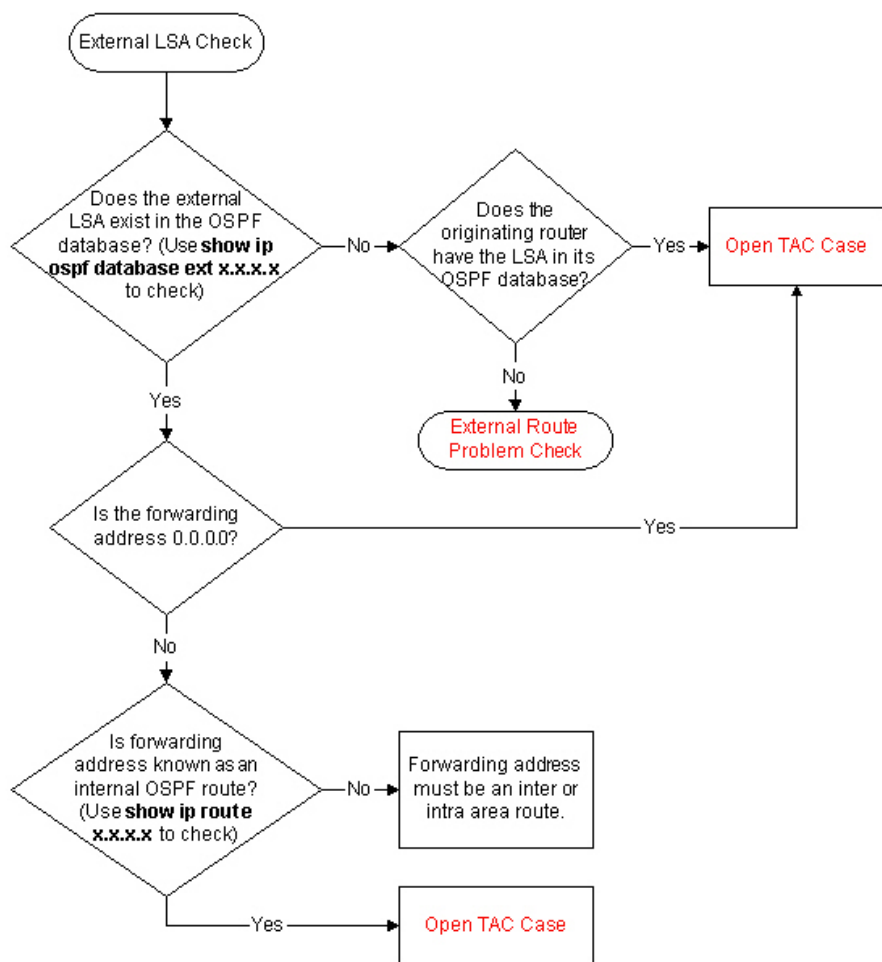 External LSA Check
Does the external
LSA exist in the OSPF
database? (Use show ip
ospf database ext x.x.x.x
to check)
No
Does the
originating router
have the LSA in its
OSPF database?
Yes
Open TAC Case
No
External Route
Problem Check
Yes
Is the forwarding
address 0.0.0.0?
Yes
No
Is forwarding
address known as an
internal OSPF route?
(Use show ip route
x.x.x.x to check)
No
Forwarding address
must be an inter or
intra area route.
Yes
Open TAC Case